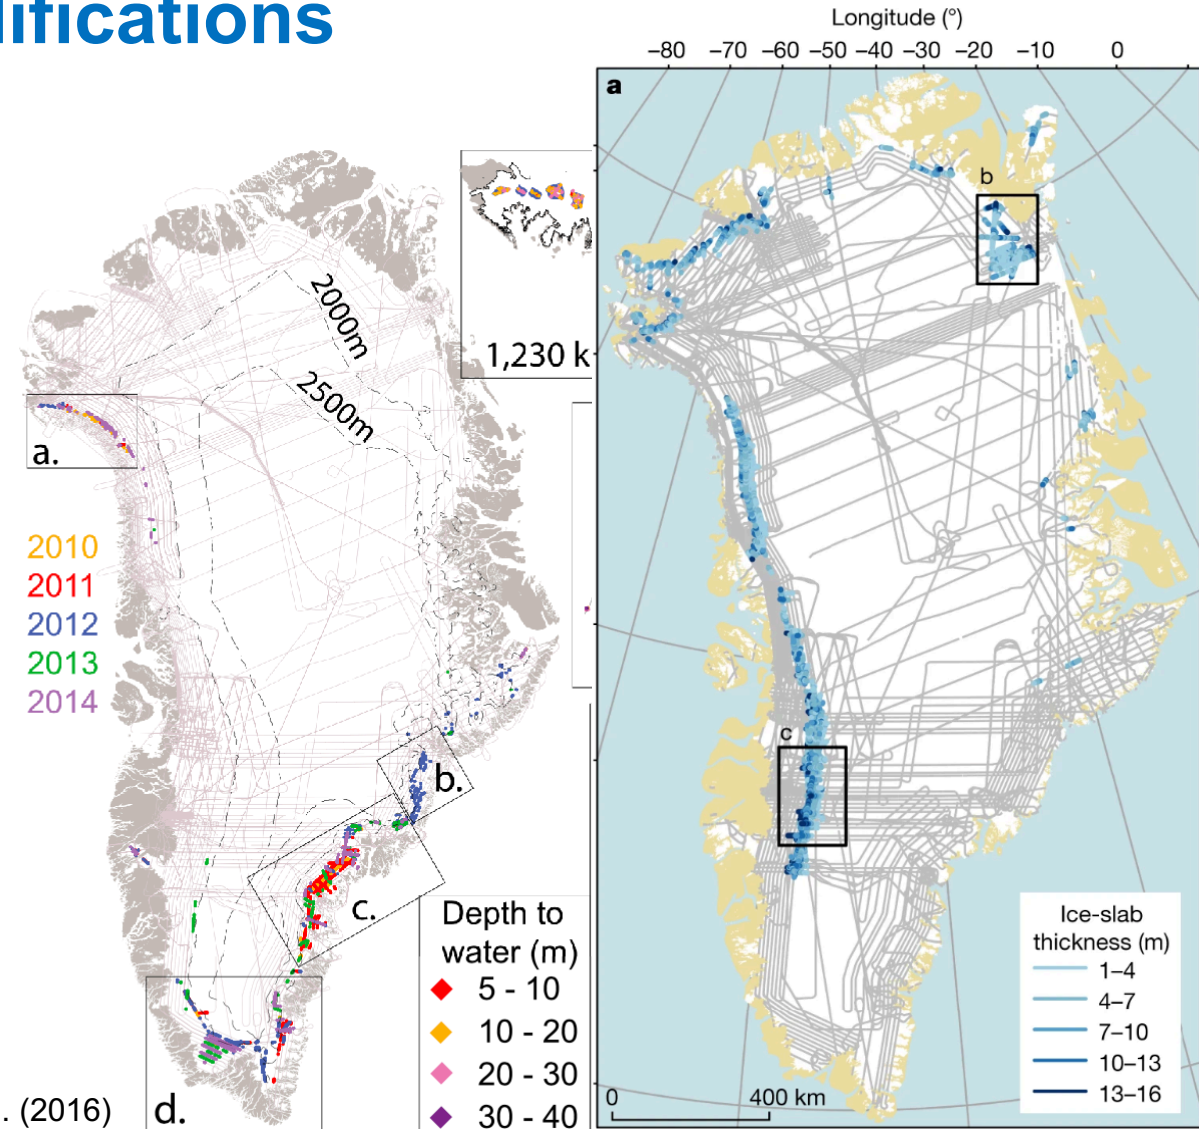 Longitude (°)
−80 −70 −60 −50 −40 −30 −20 −10 0
2000m
2500m
1,230 k
a.
2010
2011
2012
2013
2014
b.
c.
d.
Depth to
water (m)
5 - 10
10 - 20
20 - 30
30 - 40
. (2016)
a
b
c
Ice-slab
thickness (m)
1–4
4–7
7–10
10–13
13–16
0 400 km